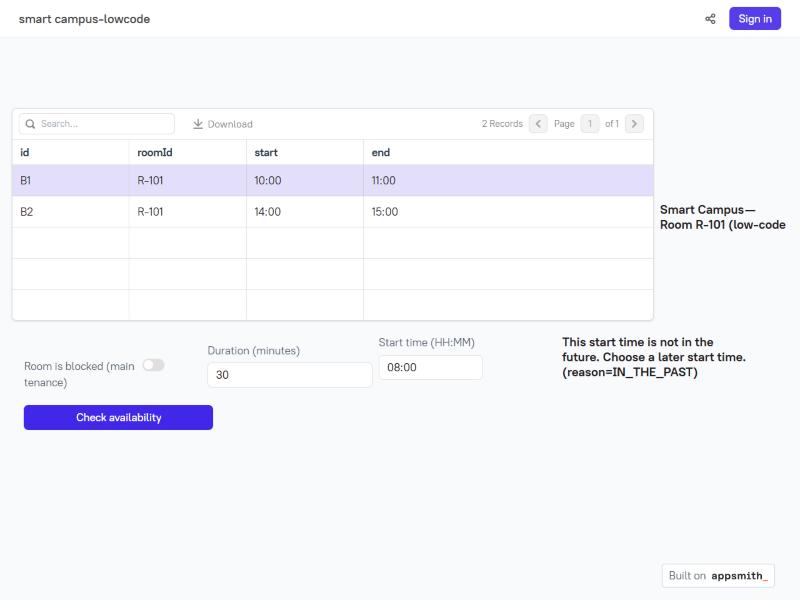 smart campus-lowcode
Sign in
Search...
Download
2 Records
Page
1
of 1
id roomId start end
B1 R-101 10:00 11:00
B2 R-101 14:00 15:00
Smart Campus—
Room R-101 (low-code
Room is blocked (main
tenance)
Duration (minutes)
30
Start time (HH:MM)
08:00
This start time is not in the
future. Choose a later start time.
(reason=IN_THE_PAST)
Check availability
Built on appsmith_